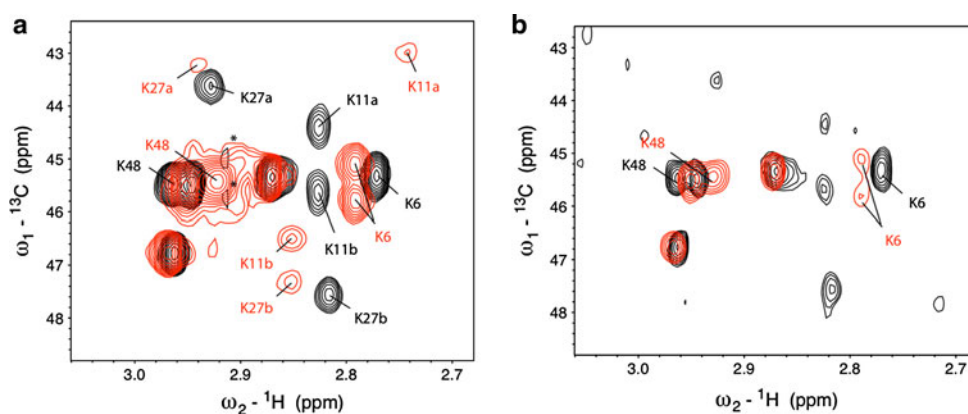 a
43
44
45
46
47
48
ω₁ - ¹³C (ppm)
K27a
K27a
K11a
K11a
K48
*
K48
*
K6
K11b
K6
K11b
K27b
K27b
3.0
2.9
2.8
2.7
ω₂ - ¹H (ppm)
b
43
44
45
46
47
48
ω₁ - ¹³C (ppm)
K48
K48
K6
K6
3.0
2.9
2.8
2.7
ω₂ - ¹H (ppm)